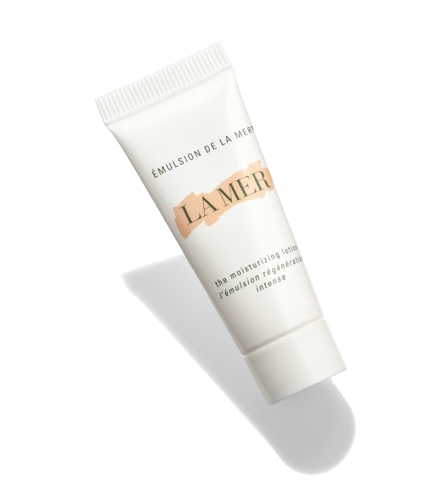 ÉMULSION DE LA MER
LA MER
the moisturizing lotion
l'émulsion régénération
intense